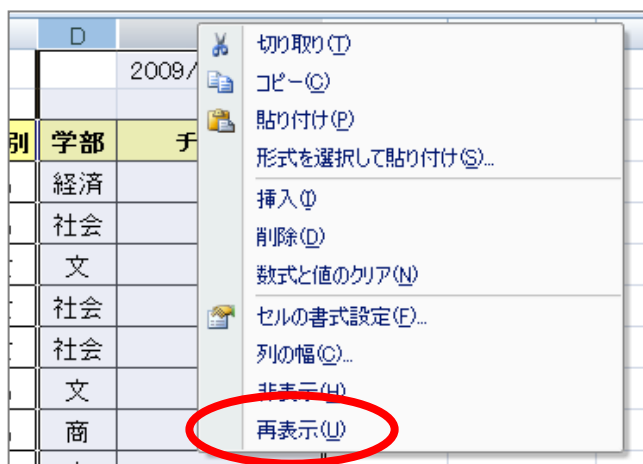 D
2009/
別 学部 チ
経済
社会
文
社会
社会
文
商
切り取り(T)
コピー(C)
貼り付け(P)
形式を選択して貼り付け(S)...
挿入(I)
削除(D)
数式と値のクリア(N)
セルの書式設定(F)...
列の幅(C)...
非表示(H)
再表示(U)